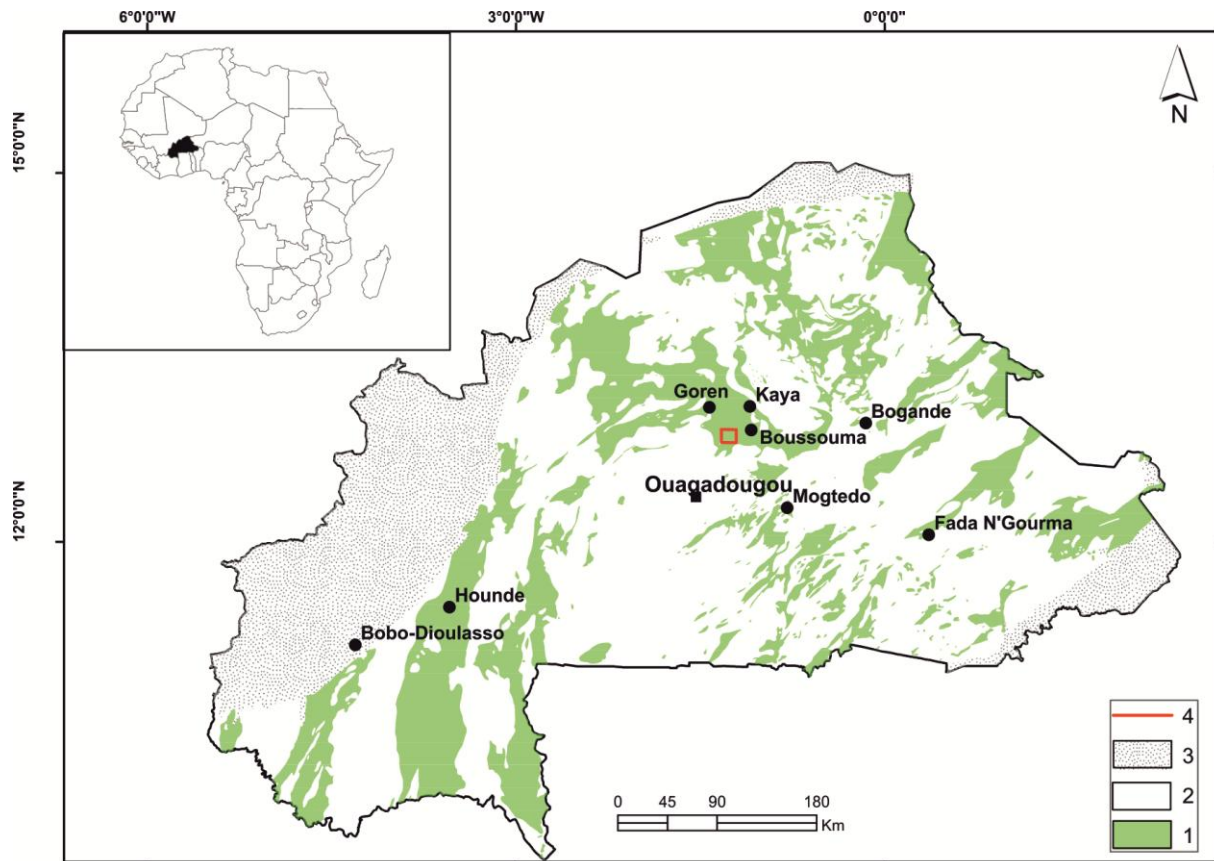 6°0'0"W 3°0'0"W 0°0'0"
15°0'0"N
N
Goren Kaya
Bogande
Boussouma
Ouagadougou
Mogtedo
12°0'0"N
Fada N'Gourma
Hounde
Bobo-Dioulasso
4
3
2
1
0 45 90 180
Km